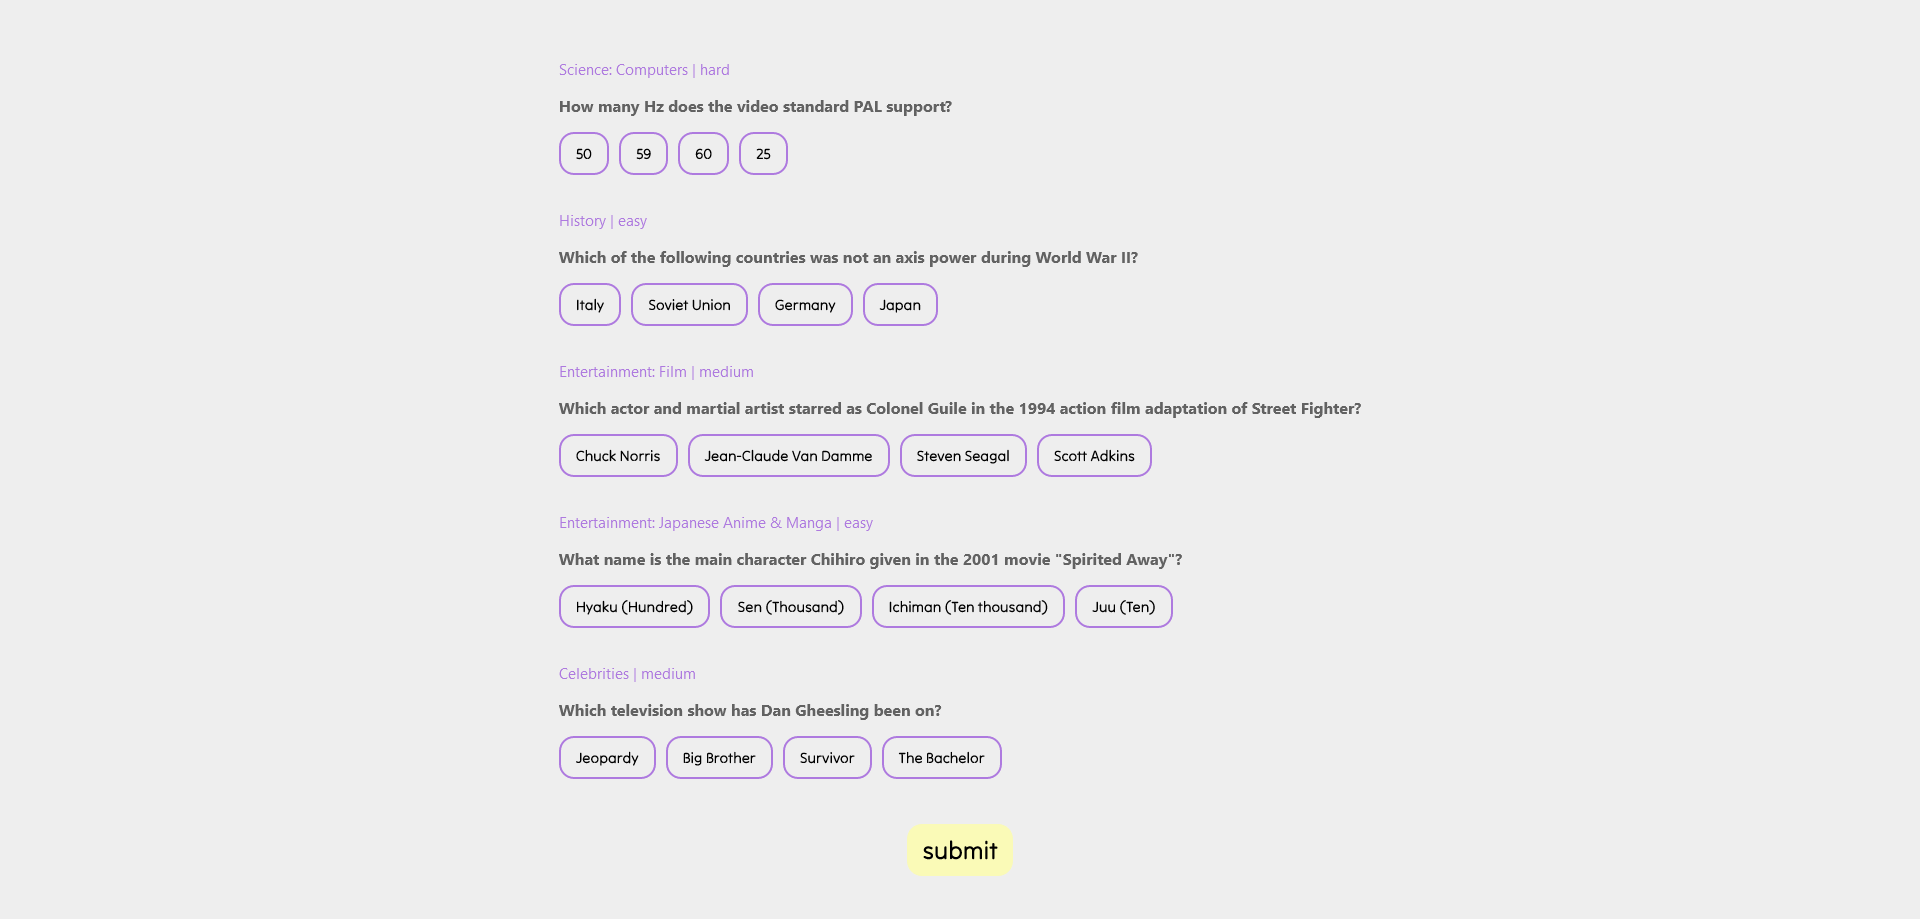 Science: Computers | hard
How many Hz does the video standard PAL support?
50 59 60 25
History | easy
Which of the following countries was not an axis power during World War II?
Italy Soviet Union Germany Japan
Entertainment: Film | medium
Which actor and martial artist starred as Colonel Guile in the 1994 action film adaptation of Street Fighter?
Chuck Norris Jean-Claude Van Damme Steven Seagal Scott Adkins
Entertainment: Japanese Anime & Manga | easy
What name is the main character Chihiro given in the 2001 movie "Spirited Away"?
Hyaku (Hundred) Sen (Thousand) Ichiman (Ten thousand) Juu (Ten)
Celebrities | medium
Which television show has Dan Gheesling been on?
Jeopardy Big Brother Survivor The Bachelor
submit